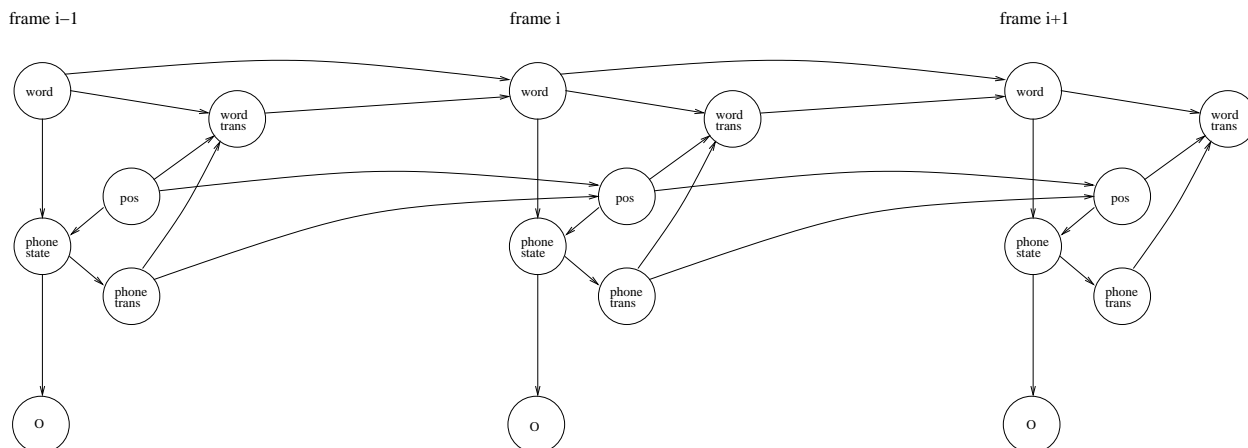 frame i−1
frame i
frame i+1
word
word
trans
pos
phone
state
phone
trans
O
word
word
trans
pos
phone
state
phone
trans
O
word
word
trans
pos
phone
state
phone
trans
O